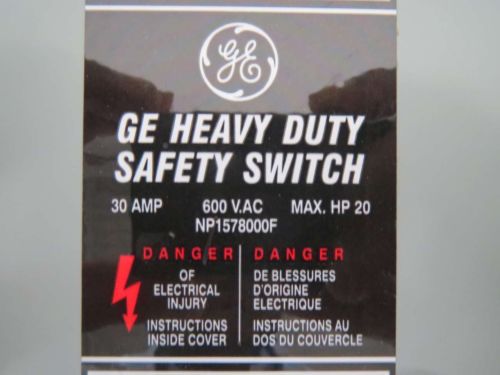 GE
GE HEAVY DUTY
SAFETY SWITCH
30 AMP 600 V.AC MAX. HP 20
NP1578000F
DANGER
OF
ELECTRICAL
INJURY
INSTRUCTIONS
INSIDE COVER
DANGER
DE BLESSURES
D'ORIGINE
ELECTRIQUE
INSTRUCTIONS AU
DOS DU COUVERCLE